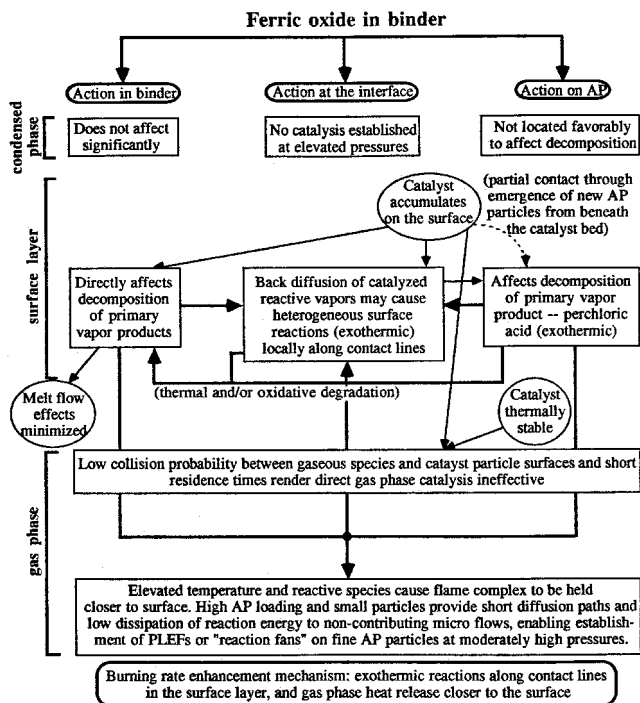 Ferric oxide in binder
Action in binder
Action at the interface
Action on AP
condensed
phase
Does not affect
significantly
No catalysis established
at elevated pressures
Not located favorably
to affect decomposition
surface layer
Catalyst
accumulates
on the surface
(partial contact through
emergence of new AP
particles from beneath
the catalyst bed)
Directly affects
decomposition
of primary
vapor products
Back diffusion of catalyzed
reactive vapors may cause
heterogeneous surface
reactions (exothermic)
locally along contact lines
Affects decomposition
of primary vapor
product -- perchloric
acid (exothermic)
(thermal and/or oxidative degradation)
Melt flow
effects
minimized
Catalyst
thermally
stable
gas phase
Low collision probability between gaseous species and catayst particle surfaces and short
residence times render direct gas phase catalysis ineffective
Elevated temperature and reactive species cause flame complex to be held
closer to surface. High AP loading and small particles provide short diffusion paths and
low dissipation of reaction energy to non-contributing micro flows, enabling establish-
ment of PLEFs or "reaction fans" on fine AP particles at moderately high pressures.
Burning rate enhancement mechanism: exothermic reactions along contact lines
in the surface layer, and gas phase heat release closer to the surface